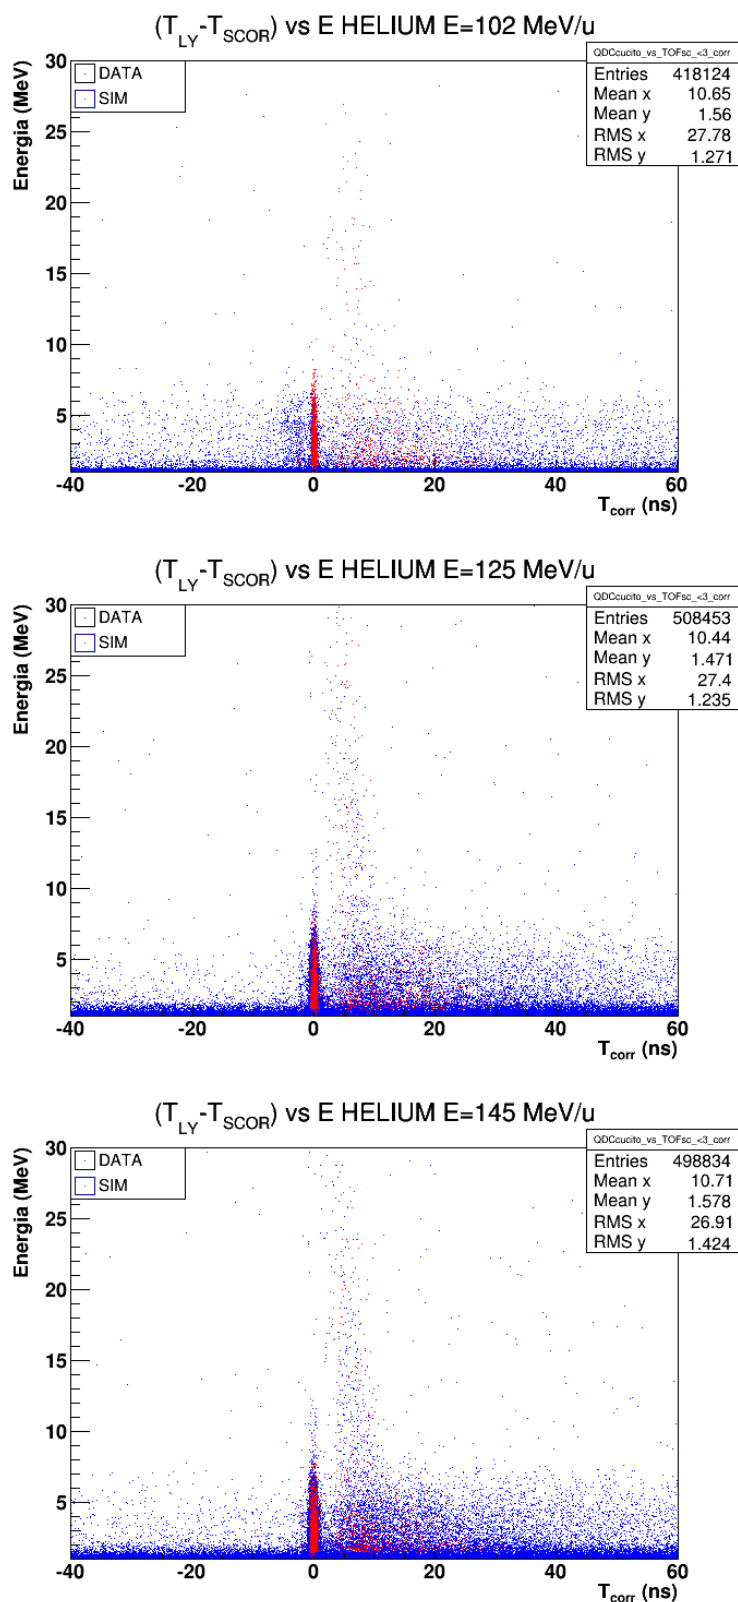 (T_LY-T_SCOR) vs E HELIUM E=102 MeV/u
QDCcucito_vs_TOFsc_<3_corr
Entries 418124
Mean x 10.65
Mean y 1.56
RMS x 27.78
RMS y 1.271
DATA
SIM
Energia (MeV)
30
25
20
15
10
5
-40 -20 0 20 40 60
T_corr (ns)
(T_LY-T_SCOR) vs E HELIUM E=125 MeV/u
QDCcucito_vs_TOFsc_<3_corr
Entries 508453
Mean x 10.44
Mean y 1.471
RMS x 27.4
RMS y 1.235
DATA
SIM
Energia (MeV)
30
25
20
15
10
5
-40 -20 0 20 40 60
T_corr (ns)
(T_LY-T_SCOR) vs E HELIUM E=145 MeV/u
QDCcucito_vs_TOFsc_<3_corr
Entries 498834
Mean x 10.71
Mean y 1.578
RMS x 26.91
RMS y 1.424
DATA
SIM
Energia (MeV)
30
25
20
15
10
5
-40 -20 0 20 40 60
T_corr (ns)